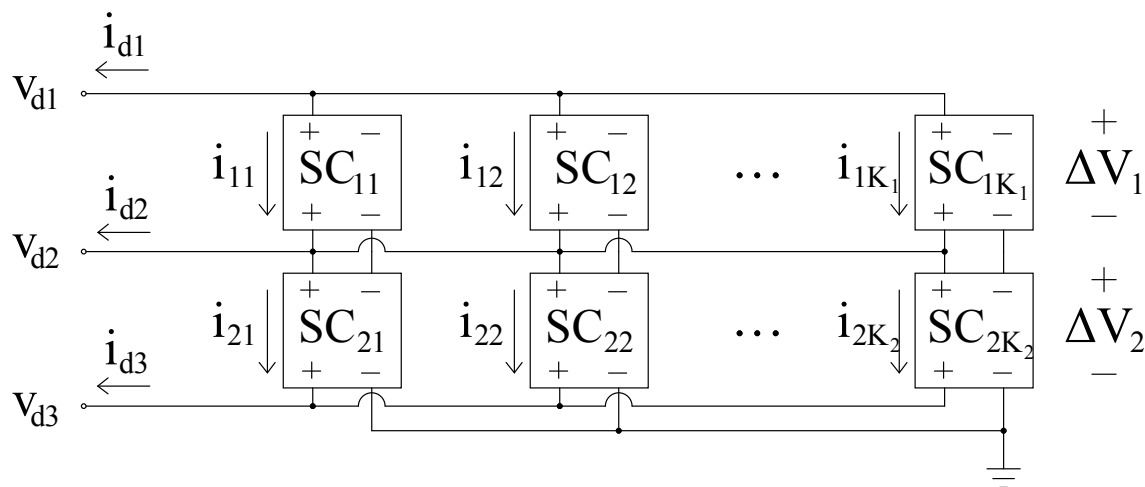 i_d1
v_d1
+ − + − + − +
i_11 SC_11 i_12 SC_12 ... i_1K_1 SC_1K_1 ΔV_1
+ − + − + − −
i_d2
v_d2
+ − + − + − +
i_21 SC_21 i_22 SC_22 ... i_2K_2 SC_2K_2 ΔV_2
+ − + − + − −
i_d3
v_d3